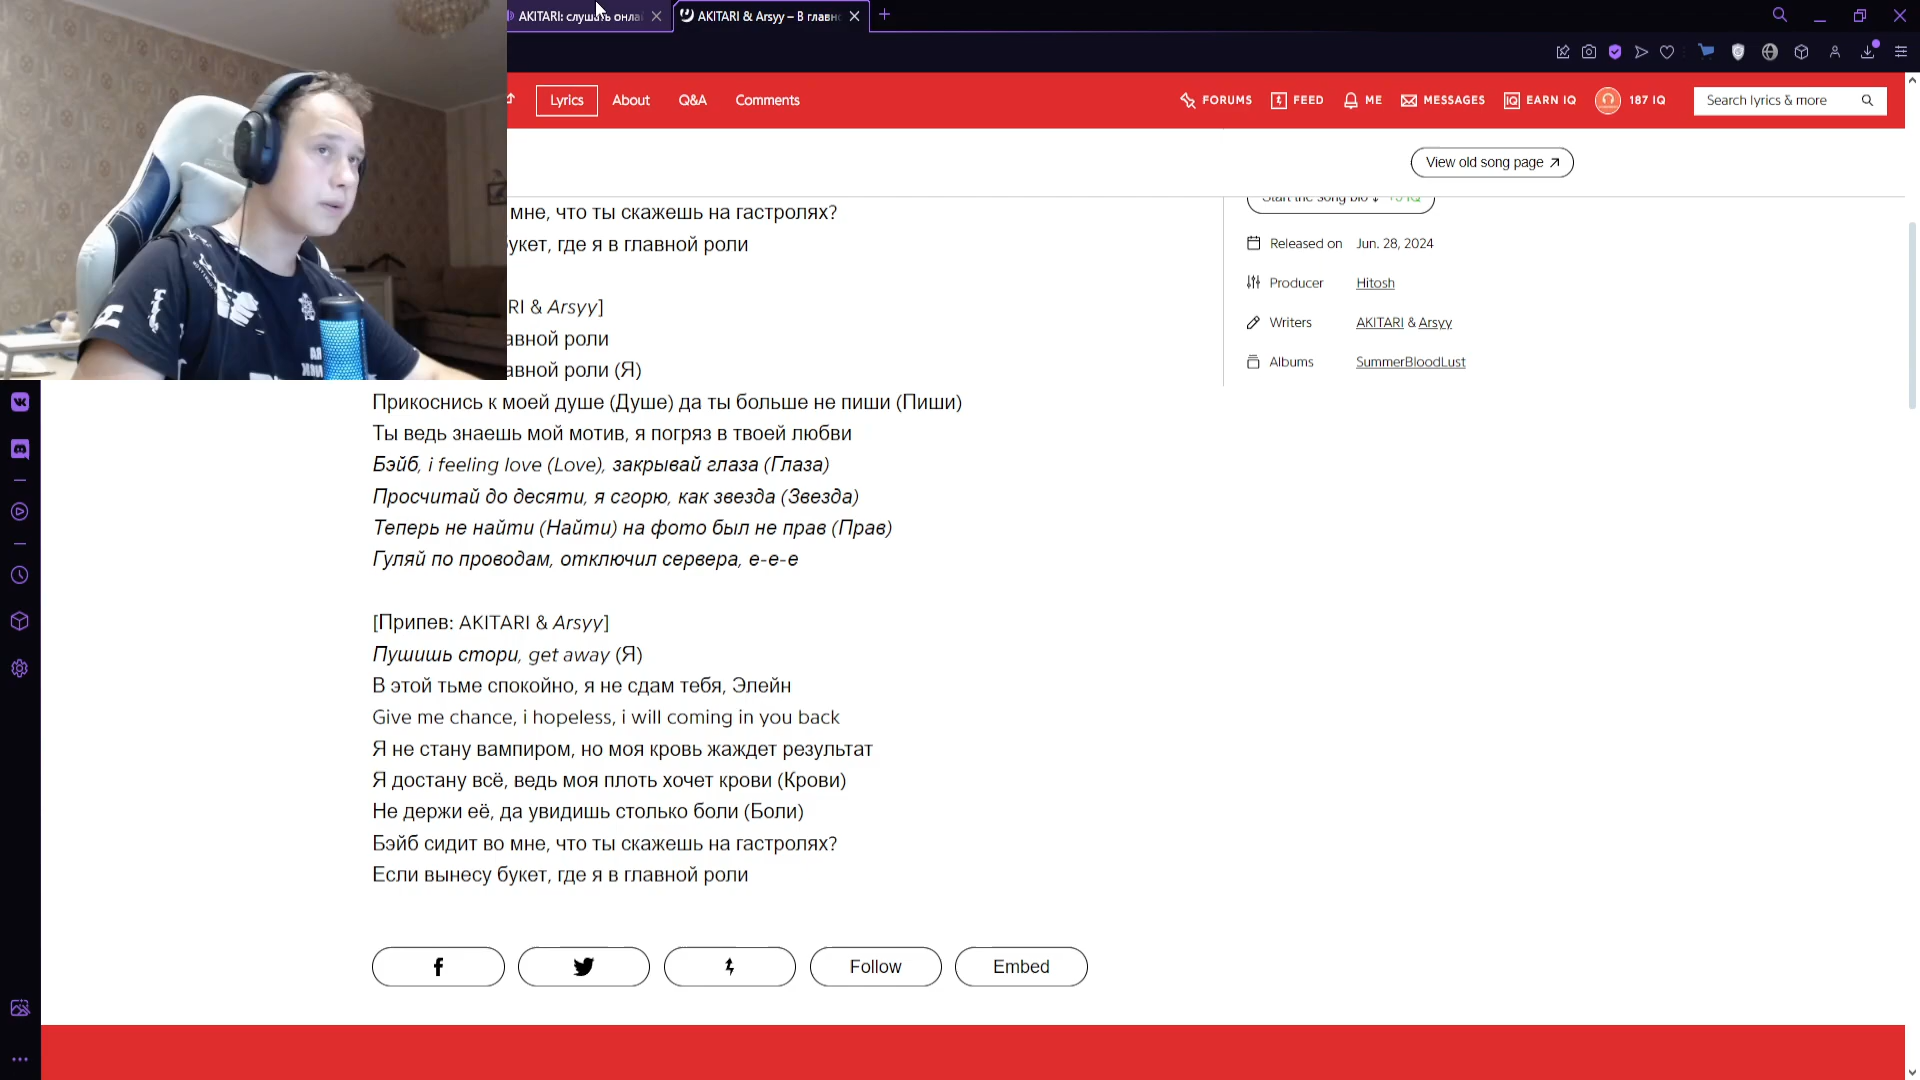 AKITARI: слушать онла
AKITARI & Arsyy – В главн
Lyrics
About
Q&A
Comments
FORUMS
FEED
ME
MESSAGES
EARN IQ
187 IQ
Search lyrics & more
View old song page
Start the song bio
+5 IQ
Released on Jun. 28, 2024
Producer Hitosh
Writers AKITARI & Arsyy
Albums SummerBloodLust
мне, что ты скажешь на гастролях?
укет, где я в главной роли
RI & Arsyy]
авной роли
авной роли (Я)
Прикоснись к моей душе (Душе) да ты больше не пиши (Пиши)
Ты ведь знаешь мой мотив, я погряз в твоей любви
Бэйб, i feeling love (Love), закрывай глаза (Глаза)
Просчитай до десяти, я сгорю, как звезда (Звезда)
Теперь не найти (Найти) на фото был не прав (Прав)
Гуляй по проводам, отключил сервера, е-е-е
[Припев: AKITARI & Arsyy]
Пушишь стори, get away (Я)
В этой тьме спокойно, я не сдам тебя, Элейн
Give me chance, i hopeless, i will coming in you back
Я не стану вампиром, но моя кровь жаждет результат
Я достану всё, ведь моя плоть хочет крови (Крови)
Не держи её, да увидишь столько боли (Боли)
Бэйб сидит во мне, что ты скажешь на гастролях?
Если вынесу букет, где я в главной роли
Follow
Embed